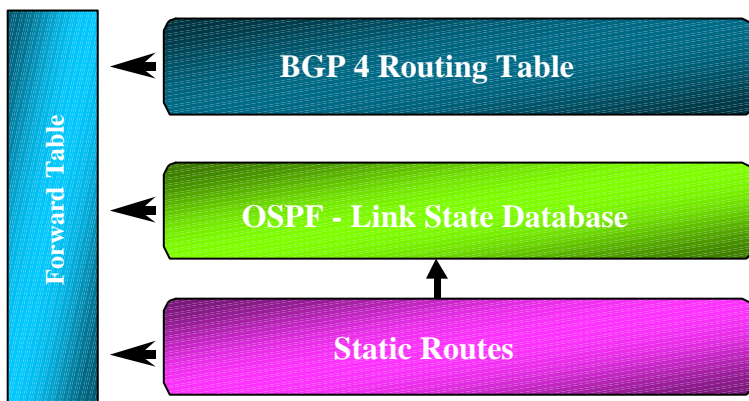 BGP 4 Routing Table
Forward Table
OSPF - Link State Database
Static Routes